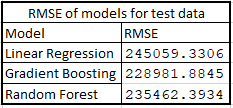 RMSE of models for test data
Model RMSE
Linear Regression 245059.3306
Gradient Boosting 228981.8845
Random Forest 235462.3934